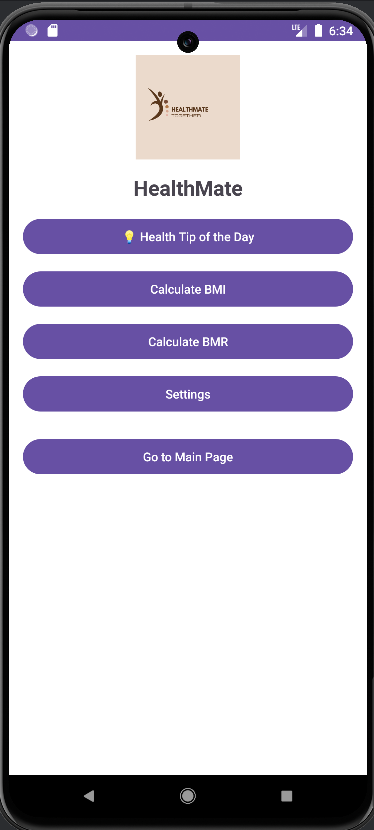 LTE 6:34
HEALTHMATE
TOGETHER
HealthMate
💡 Health Tip of the Day
Calculate BMI
Calculate BMR
Settings
Go to Main Page